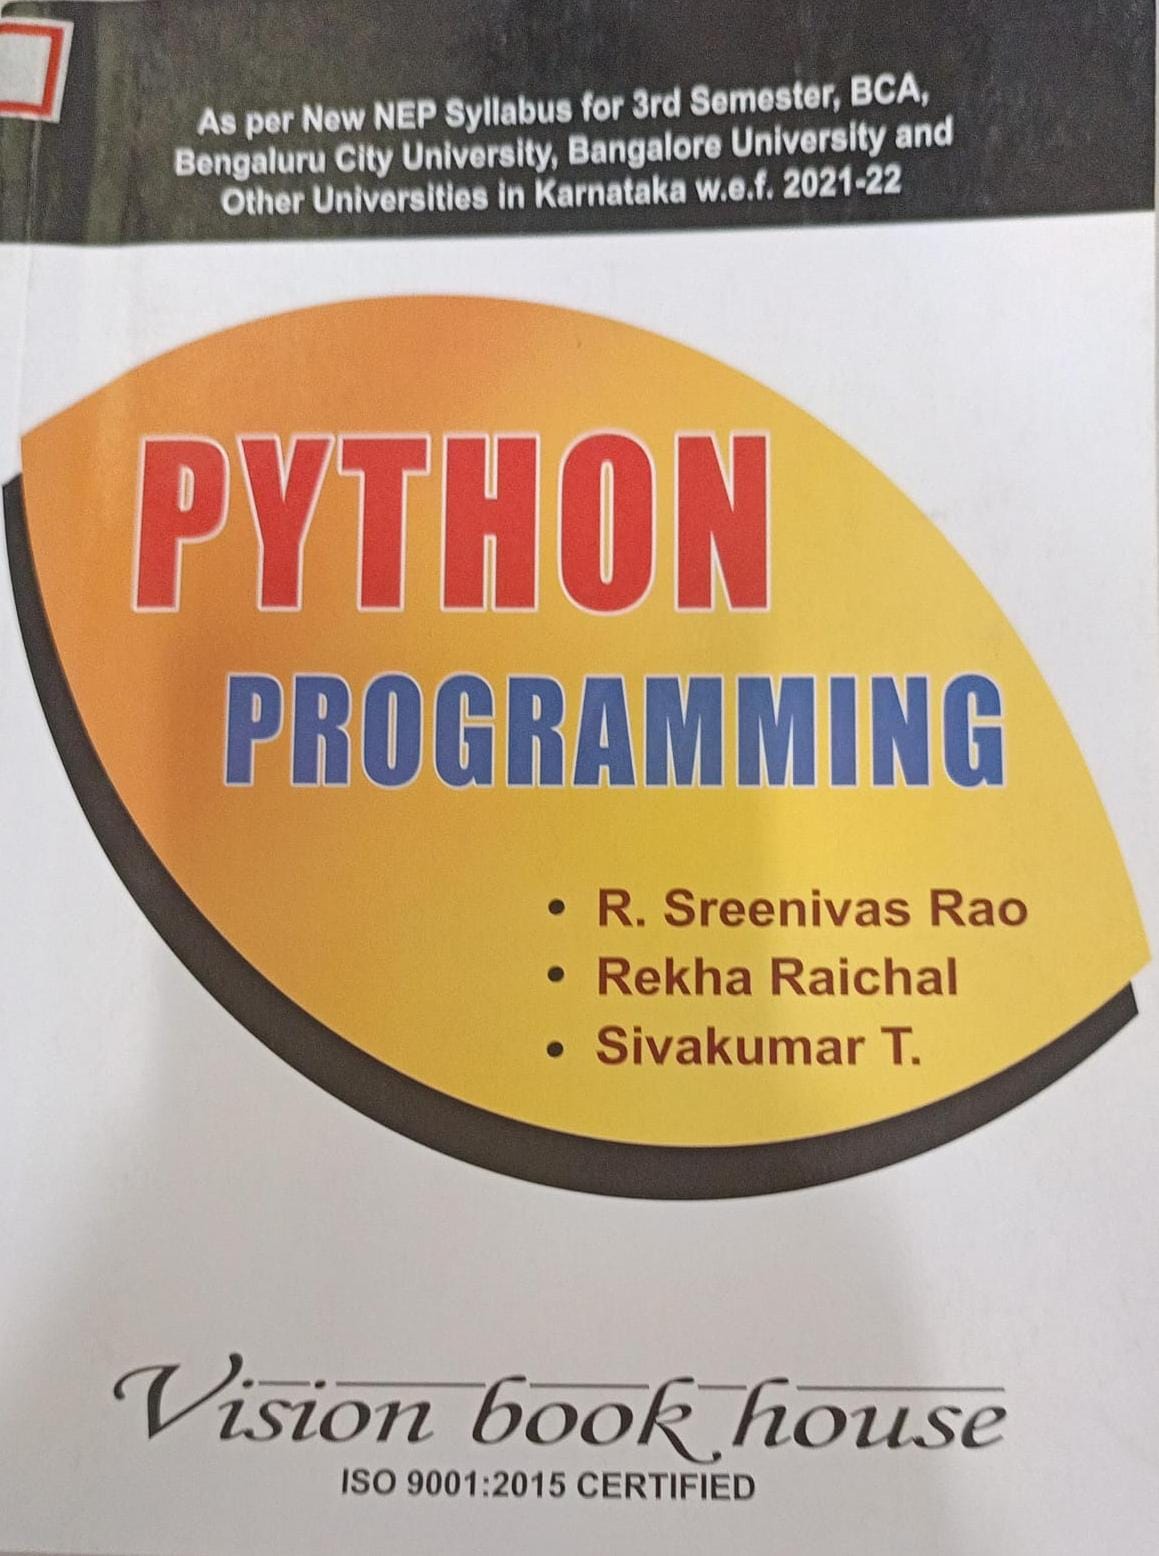 As per New NEP Syllabus for 3rd Semester, BCA,
Bengaluru City University, Bangalore University and
Other Universities in Karnataka w.e.f. 2021-22
PYTHON
PROGRAMMING
• R. Sreenivas Rao
• Rekha Raichal
• Sivakumar T.
Vision book house
ISO 9001:2015 CERTIFIED